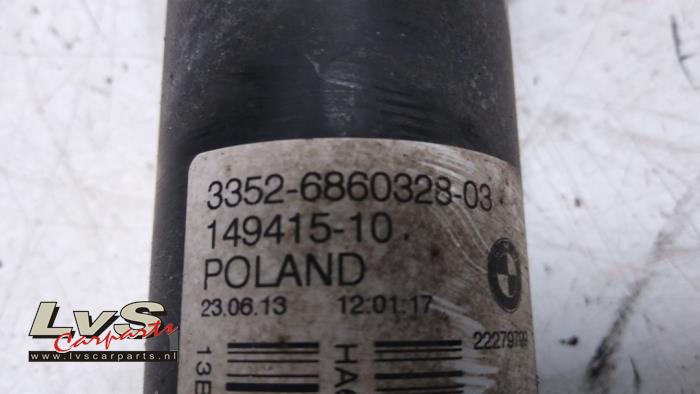 3352-6860328-03
149415-10
POLAND
23.06.13 12:01:17
22279799
LvS
Carparts
www.lvscarparts.nl